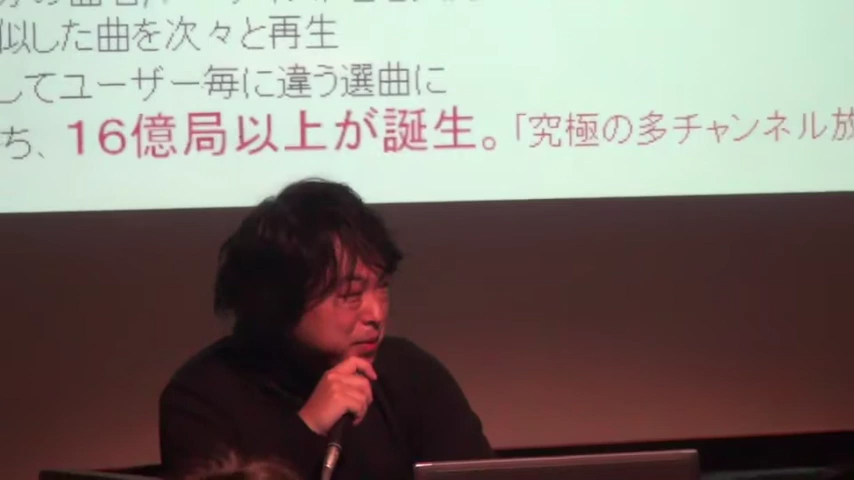 似した曲を次々と再生
してユーザー毎に違う選曲に
ち、16億局以上が誕生。「究極の多チャンネル放